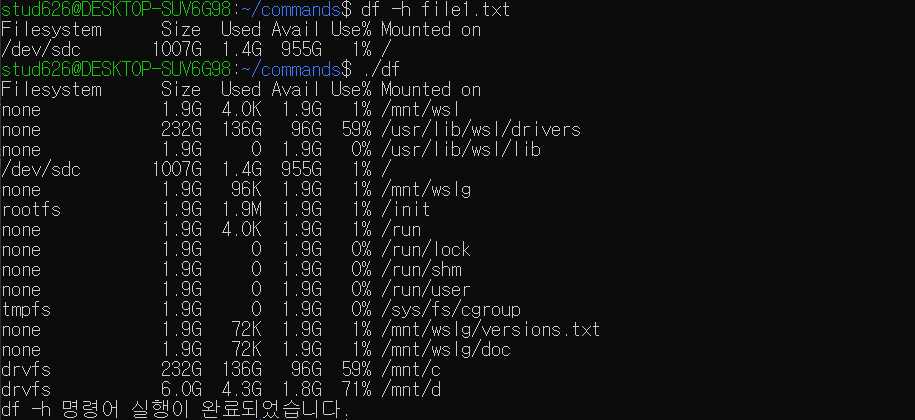 stud626@DESKTOP-SUV6G98:~/commands$ df -h file1.txt
Filesystem      Size  Used Avail Use% Mounted on
/dev/sdc       1007G  1.4G  955G   1% /
stud626@DESKTOP-SUV6G98:~/commands$ ./df
Filesystem      Size  Used Avail Use% Mounted on
none            1.9G  4.0K  1.9G   1% /mnt/wsl
none            232G  136G   96G  59% /usr/lib/wsl/drivers
none            1.9G     0  1.9G   0% /usr/lib/wsl/lib
/dev/sdc       1007G  1.4G  955G   1% /
none            1.9G   96K  1.9G   1% /mnt/wslg
rootfs          1.9G  1.9M  1.9G   1% /init
none            1.9G  4.0K  1.9G   1% /run
none            1.9G     0  1.9G   0% /run/lock
none            1.9G     0  1.9G   0% /run/shm
none            1.9G     0  1.9G   0% /run/user
tmpfs           1.9G     0  1.9G   0% /sys/fs/cgroup
none            1.9G   72K  1.9G   1% /mnt/wslg/versions.txt
none            1.9G   72K  1.9G   1% /mnt/wslg/doc
drvfs           232G  136G   96G  59% /mnt/c
drvfs           6.0G  4.3G  1.8G  71% /mnt/d
df -h 명령어 실행이 완료되었습니다.